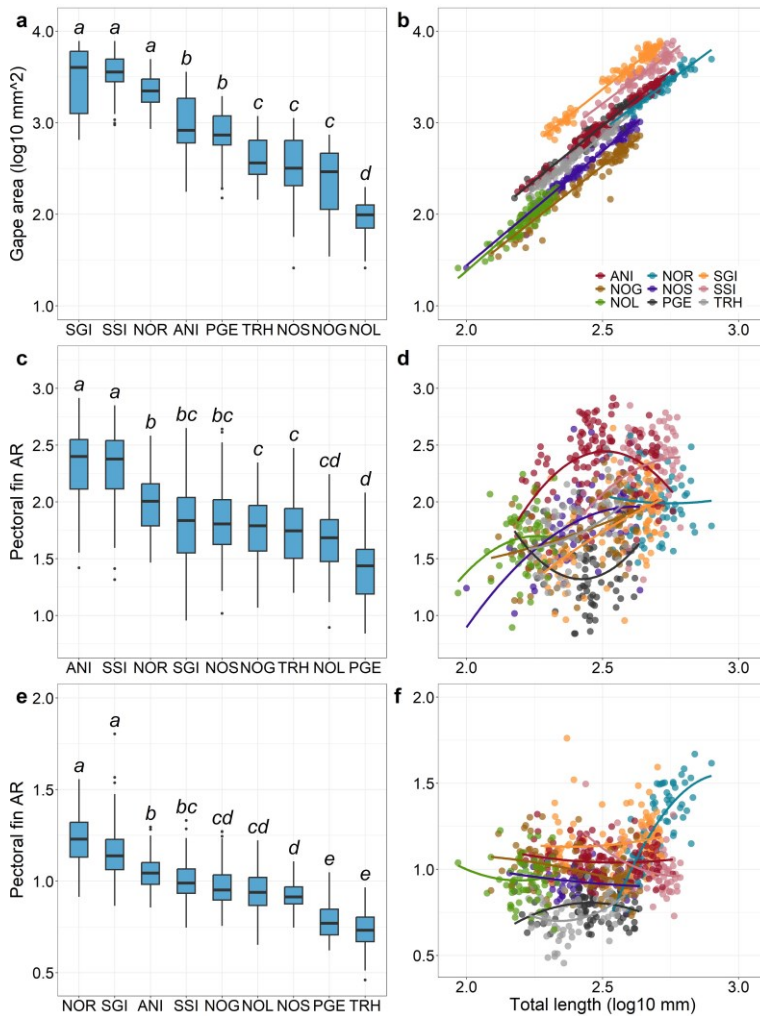 a
b
a a a b b c c c d
Gape area (log10 mm^2)
4.0
3.0
2.0
1.0
SGI SSI NOR ANI PGE TRH NOS NOG NOL
4.0
3.0
2.0
1.0
ANI NOR SGI
NOG NOS SSI
NOL PGE TRH
2.0 2.5 3.0
c
d
a a b bc bc c c cd d
Pectoral fin AR
3.0
2.5
2.0
1.5
1.0
ANI SSI NOR SGI NOS NOG TRH NOL PGE
3.0
2.5
2.0
1.5
1.0
2.0 2.5 3.0
e
f
a a b bc cd cd d e e
Pectoral fin AR
2.0
1.5
1.0
0.5
NOR SGI ANI SSI NOG NOL NOS PGE TRH
2.0
1.5
1.0
0.5
2.0 2.5 3.0
Total length (log10 mm)